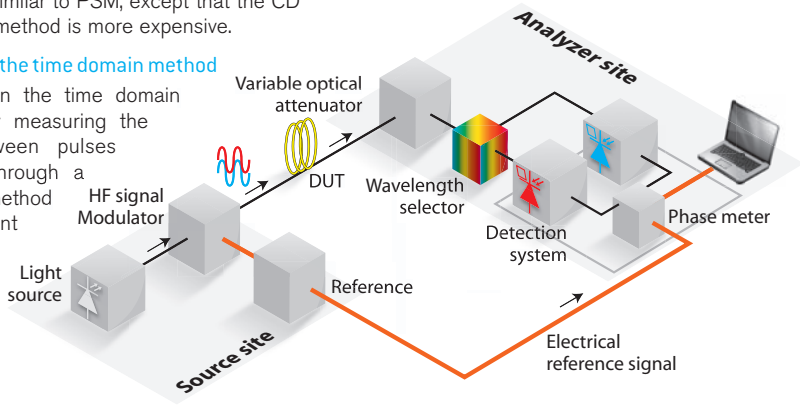 imilar to PSM, except that the CD
method is more expensive.
the time domain method
n the time domain
measuring the
ween pulses
hrough a
ethod
nt
Analyzer site
Variable optical
attenuator
DUT
HF signal
Modulator
Wavelength
selector
Phase meter
Detection
system
Light
source
Reference
Electrical
reference signal
Source site